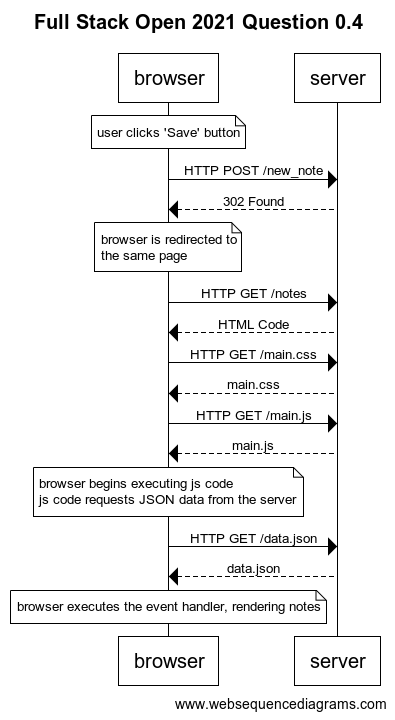 Full Stack Open 2021 Question 0.4
browser
server
user clicks 'Save' button
HTTP POST /new_note
302 Found
browser is redirected to
the same page
HTTP GET /notes
HTML Code
HTTP GET /main.css
main.css
HTTP GET /main.js
main.js
browser begins executing js code
js code requests JSON data from the server
HTTP GET /data.json
data.json
browser executes the event handler, rendering notes
browser
server
www.websequencediagrams.com